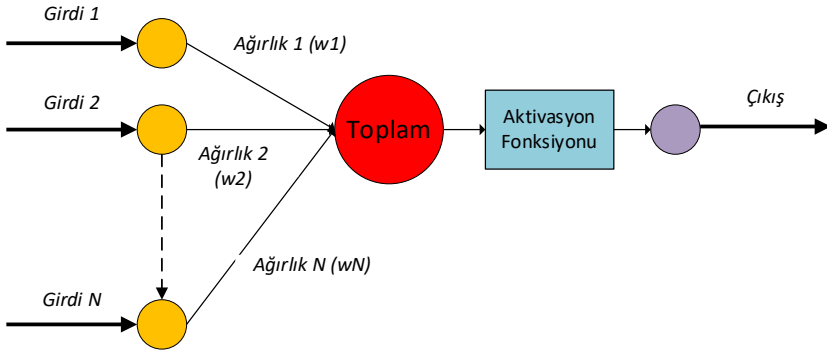 Girdi 1
Ağırlık 1 (w1)
Girdi 2
Ağırlık 2
(w2)
Toplam
Aktivasyon
Fonksiyonu
Çıkış
Ağırlık N (wN)
Girdi N